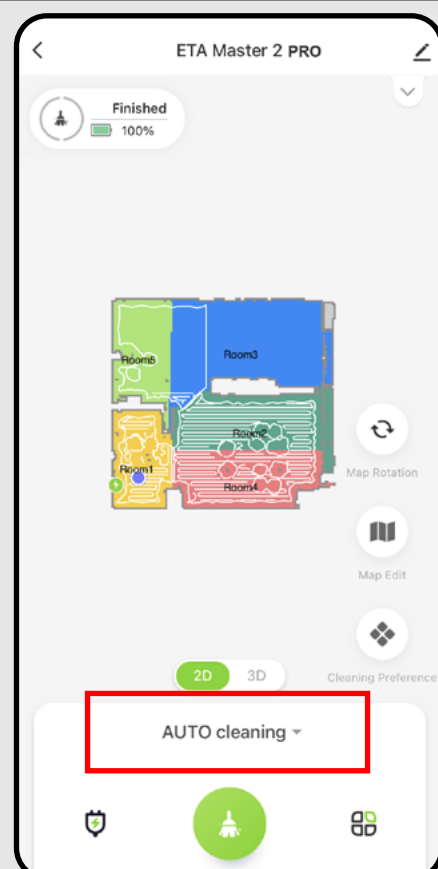 ETA Master 2 PRO
Finished
100%
Room5
Room3
Room2
Room1
Room4
Map Rotation
Map Edit
2D 3D
Cleaning Preference
AUTO cleaning